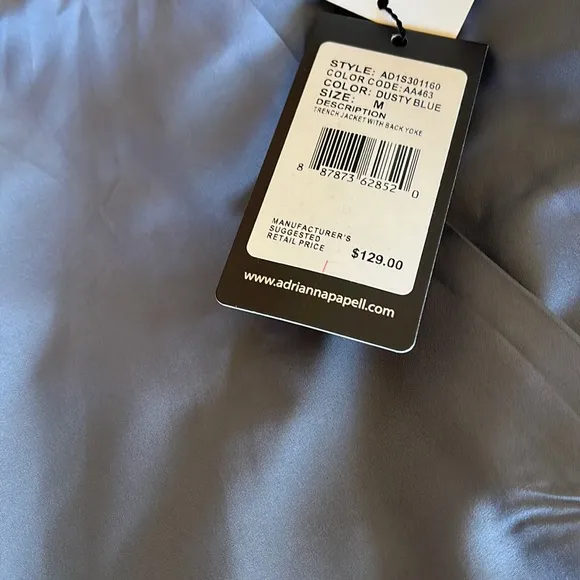 STYLE: AD1S301160
COLOR CODE: AA463
COLOR: DUSTY BLUE
SIZE: M
DESCRIPTION
TRENCH JACKET WITH BACK YOKE
8 87873 62852 0
MANUFACTURER'S
SUGGESTED
RETAIL PRICE
$129.00
www.adriannapapell.com